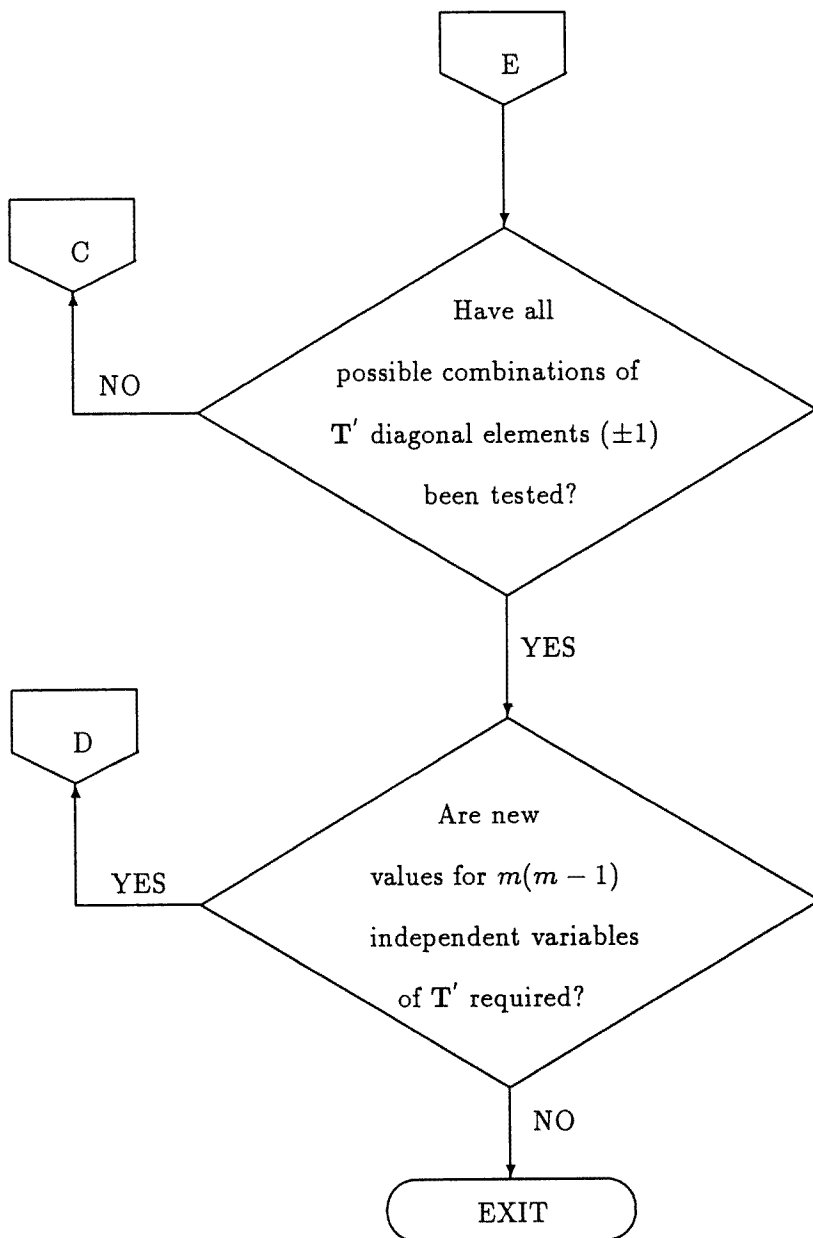 E
C
Have all
possible combinations of
T′ diagonal elements (±1)
been tested?
NO
YES
D
Are new
values for m(m − 1)
independent variables
of T′ required?
YES
NO
EXIT